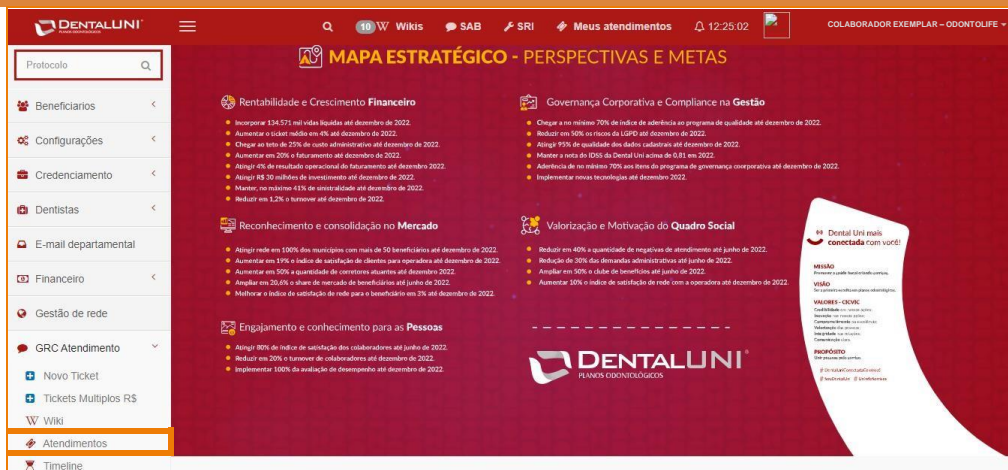 DENTALUNI
PLANOS ODONTOLÓGICOS
10 W Wikis
SAB
SRI
Meus atendimentos
12:25:02
COLABORADOR EXEMPLAR – ODONTOLIFE
Protocolo
Beneficiarios
Configurações
Credenciamento
Dentistas
E-mail departamental
Financeiro
Gestão de rede
GRC Atendimento
Novo Ticket
Tickets Multiplos R$
W Wiki
Atendimentos
Timeline
MAPA ESTRATÉGICO - PERSPECTIVAS E METAS
Rentabilidade e Crescimento Financeiro
Incorporar 134.571 mil vidas líquidas até dezembro de 2022.
Aumentar o ticket médio em 4% até dezembro de 2022.
Chegar ao teto de 25% de custo administrativo até dezembro de 2022.
Aumentar em 20% o faturamento até dezembro de 2022.
Atingir 4% de resultado operacional do faturamento até dezembro 2022.
Atingir R$ 30 milhões de investimento até dezembro de 2022.
Manter, no máximo 41% de sinistralidade até dezembro de 2022.
Reduzir em 1,2% o turnover até dezembro de 2022.
Governança Corporativa e Compliance na Gestão
Chegar a no mínimo 70% de índice de aderência ao programa de qualidade até dezembro de 2022.
Reduzir em 50% os riscos da LGPD até dezembro de 2022.
Atingir 95% de qualidade dos dados cadastrais até dezembro de 2022.
Manter a nota do IDSS da Dental Uni acima de 0,81 em 2022.
Aderência de no mínimo 70% aos itens do programa de governança coorporativa até dezembro de 2022.
Implementar novas tecnologias até dezembro 2022.
Reconhecimento e consolidação no Mercado
Atingir rede em 100% dos municípios com mais de 50 beneficiários até dezembro de 2022.
Aumentar em 19% o índice de satisfação de clientes para operadora até dezembro de 2022.
Aumentar em 50% a quantidade de corretores atuantes até dezembro 2022.
Ampliar em 20,6% o share de mercado de beneficiários até junho de 2022.
Melhorar o índice de satisfação de rede para o beneficiário em 3% até dezembro de 2022.
Valorização e Motivação do Quadro Social
Reduzir em 40% a quantidade de negativas de atendimento até junho de 2022.
Redução de 30% das demandas administrativas até junho de 2022.
Ampliar em 50% o clube de benefícios até junho de 2022.
Aumentar 10% o índice de satisfação de rede com a operadora até dezembro de 2022.
Engajamento e conhecimento para as Pessoas
Atingir 80% de índice de satisfação dos colaboradores até junho de 2022.
Reduzir em 20% o turnover de colaboradores até dezembro de 2022.
Implementar 100% da avaliação de desempenho até dezembro de 2022.
DENTALUNI
PLANOS ODONTOLÓGICOS
Dental Uni mais
conectada com você!
MISSÃO
VISÃO
VALORES - CICVIC
PROPÓSITO